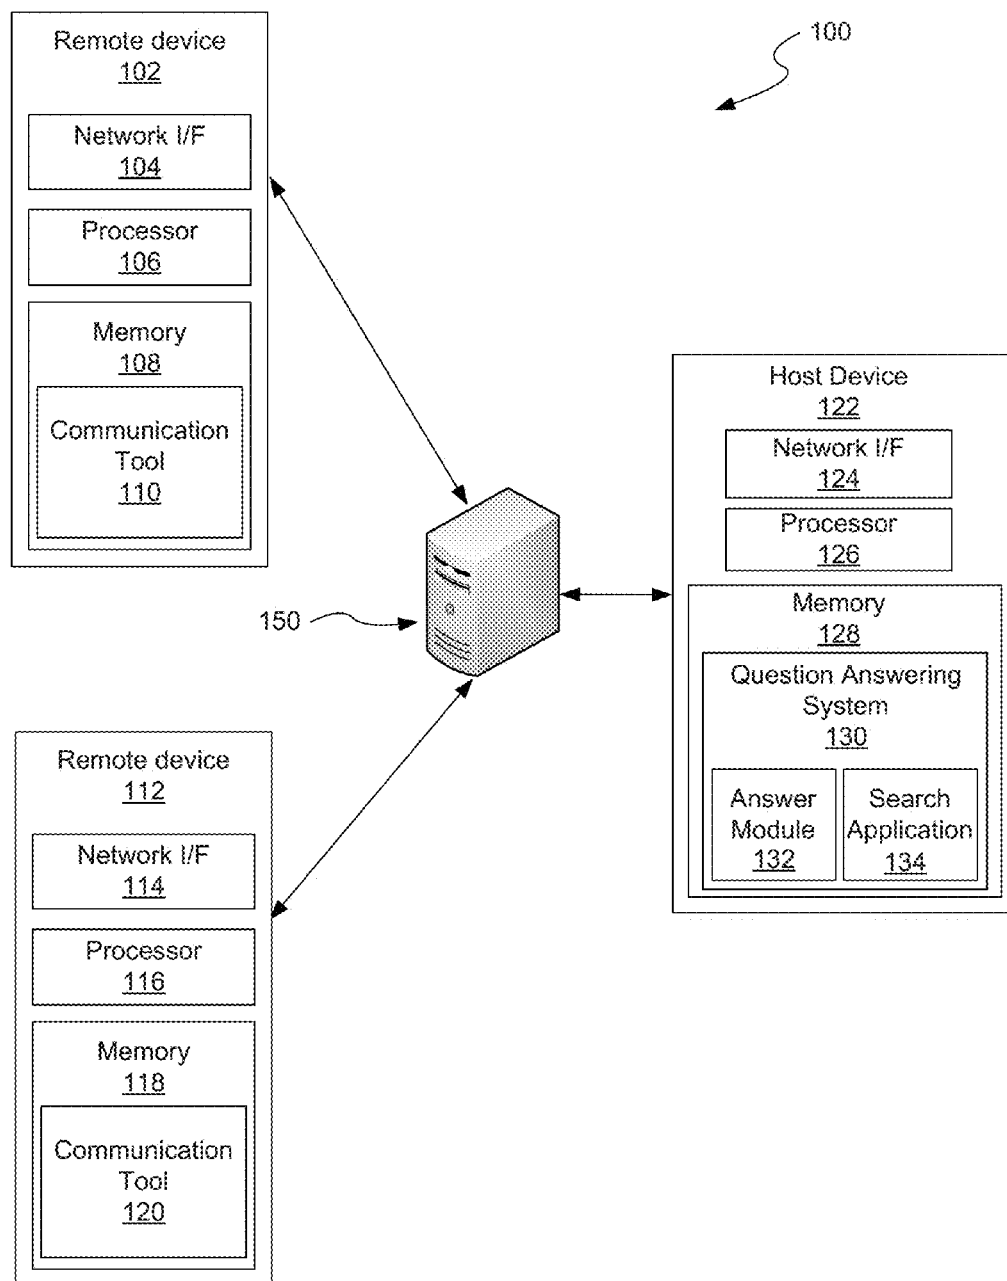 Remote device
102
Network I/F
104
Processor
106
Memory
108
Communication
Tool
110
100
150
Host Device
122
Network I/F
124
Processor
126
Memory
128
Question Answering
System
130
Answer
Module
132
Search
Application
134
Remote device
112
Network I/F
114
Processor
116
Memory
118
Communication
Tool
120